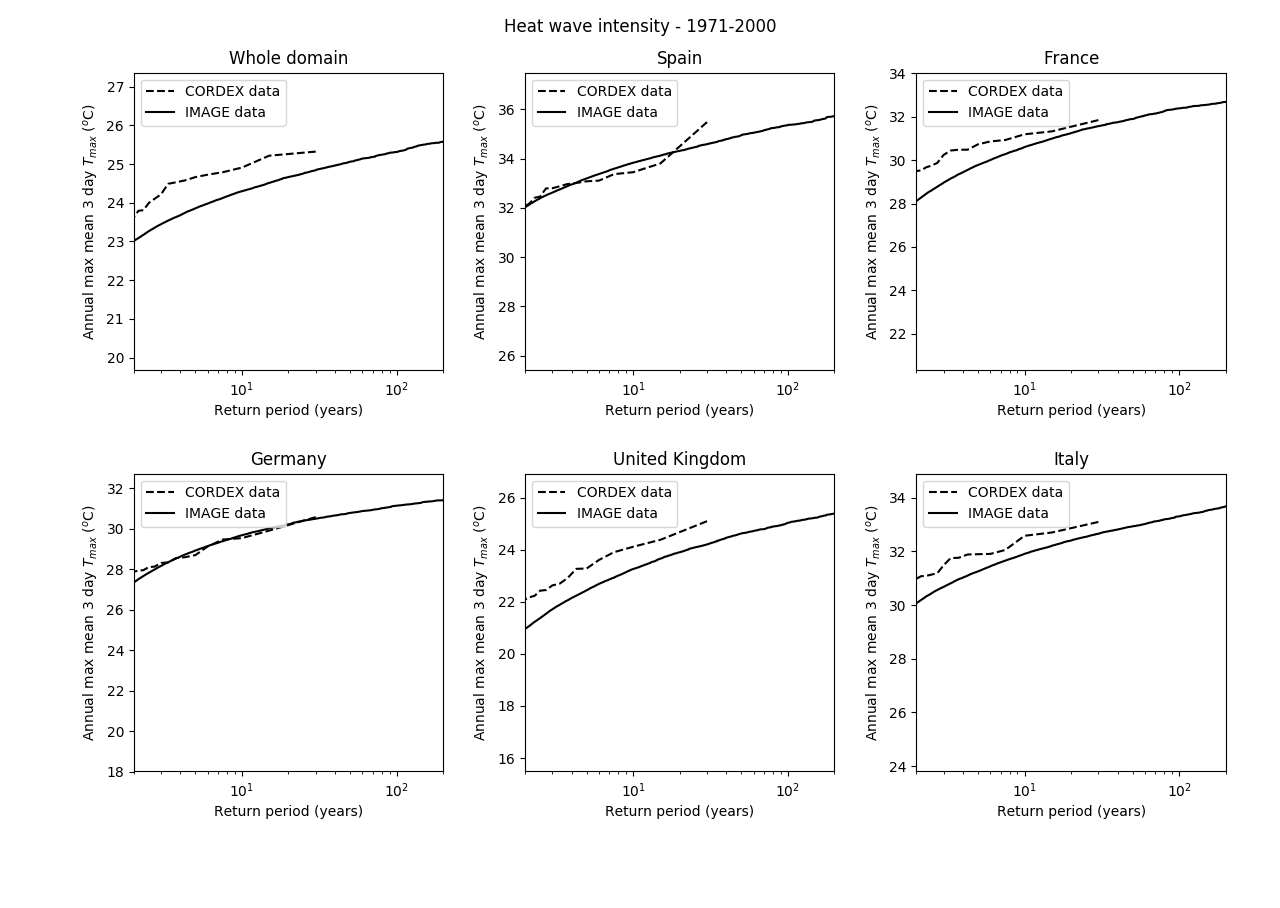 Heat wave intensity - 1971-2000
Whole domain
Annual max mean 3 day Tmax (°C)
27
26
25
24
23
22
21
20
CORDEX data
IMAGE data
10¹
10²
Return period (years)
Spain
Annual max mean 3 day Tmax (°C)
36
34
32
30
28
26
CORDEX data
IMAGE data
10¹
10²
Return period (years)
France
Annual max mean 3 day Tmax (°C)
34
32
30
28
26
24
22
CORDEX data
IMAGE data
10¹
10²
Return period (years)
Germany
Annual max mean 3 day Tmax (°C)
32
30
28
26
24
22
20
18
CORDEX data
IMAGE data
10¹
10²
Return period (years)
United Kingdom
Annual max mean 3 day Tmax (°C)
26
24
22
20
18
16
CORDEX data
IMAGE data
10¹
10²
Return period (years)
Italy
Annual max mean 3 day Tmax (°C)
34
32
30
28
26
24
CORDEX data
IMAGE data
10¹
10²
Return period (years)